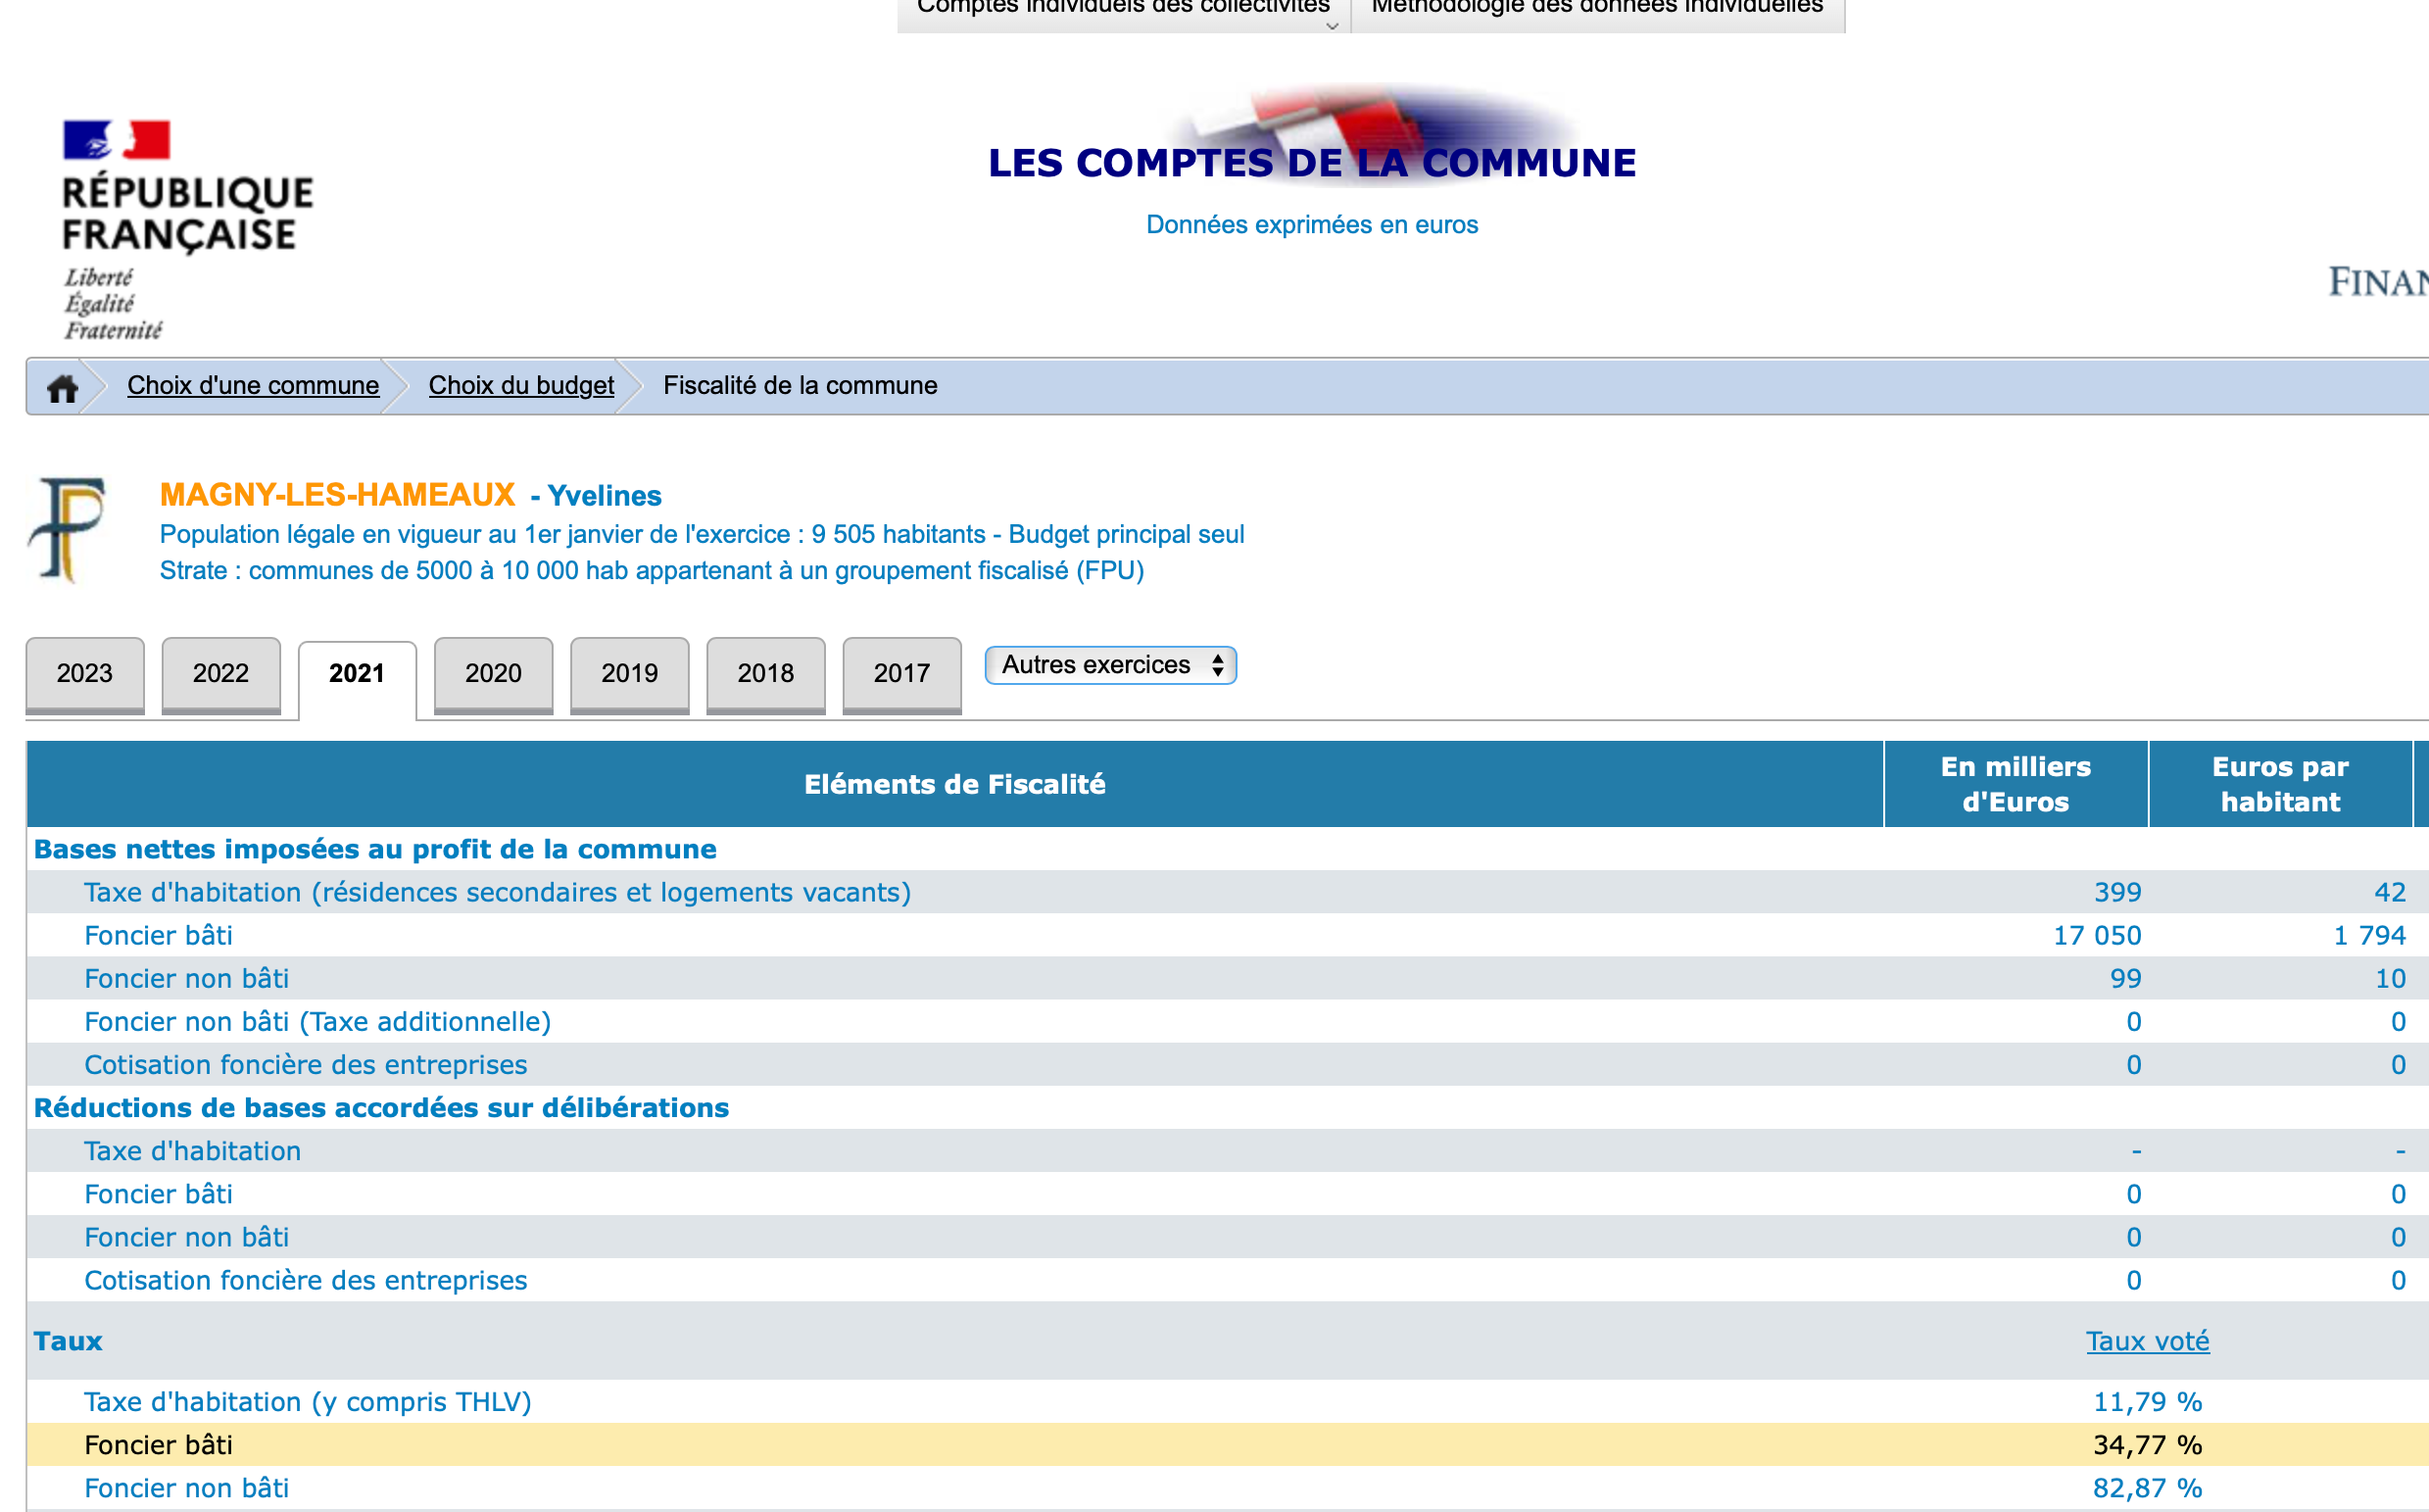 Comptes individuels des collectivités
Méthodologie des données individuelles
RÉPUBLIQUE
FRANÇAISE
Liberté
Égalité
Fraternité
LES COMPTES DE LA COMMUNE
Données exprimées en euros
FINAN
Choix d'une commune
Choix du budget
Fiscalité de la commune
MAGNY-LES-HAMEAUX - Yvelines
Population légale en vigueur au 1er janvier de l'exercice : 9 505 habitants - Budget principal seul
Strate : communes de 5000 à 10 000 hab appartenant à un groupement fiscalisé (FPU)
2023 2022 2021 2020 2019 2018 2017 Autres exercices
Eléments de Fiscalité
En milliers
d'Euros
Euros par
habitant
Bases nettes imposées au profit de la commune
Taxe d'habitation (résidences secondaires et logements vacants) 399 42
Foncier bâti 17 050 1 794
Foncier non bâti 99 10
Foncier non bâti (Taxe additionnelle) 0 0
Cotisation foncière des entreprises 0 0
Réductions de bases accordées sur délibérations
Taxe d'habitation - -
Foncier bâti 0 0
Foncier non bâti 0 0
Cotisation foncière des entreprises 0 0
Taux Taux voté
Taxe d'habitation (y compris THLV) 11,79 %
Foncier bâti 34,77 %
Foncier non bâti 82,87 %